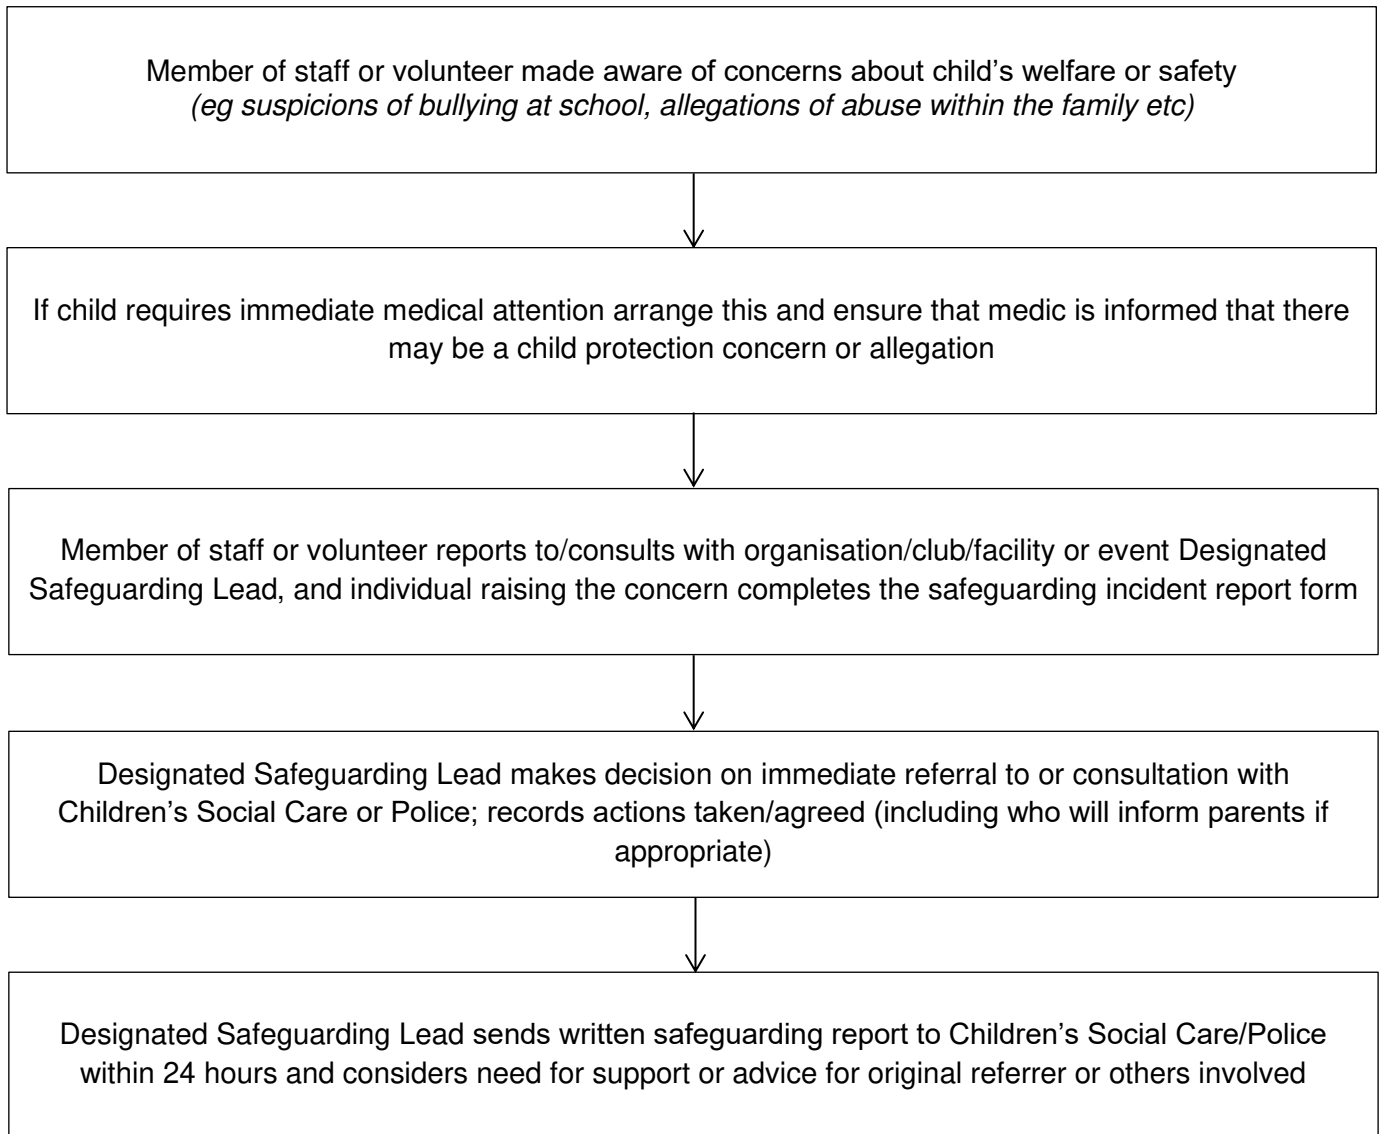 Member of staff or volunteer made aware of concerns about child’s welfare or safety
(eg suspicions of bullying at school, allegations of abuse within the family etc)
If child requires immediate medical attention arrange this and ensure that medic is informed that there
may be a child protection concern or allegation
Member of staff or volunteer reports to/consults with organisation/club/facility or event Designated
Safeguarding Lead, and individual raising the concern completes the safeguarding incident report form
Designated Safeguarding Lead makes decision on immediate referral to or consultation with
Children’s Social Care or Police; records actions taken/agreed (including who will inform parents if
appropriate)
Designated Safeguarding Lead sends written safeguarding report to Children’s Social Care/Police
within 24 hours and considers need for support or advice for original referrer or others involved